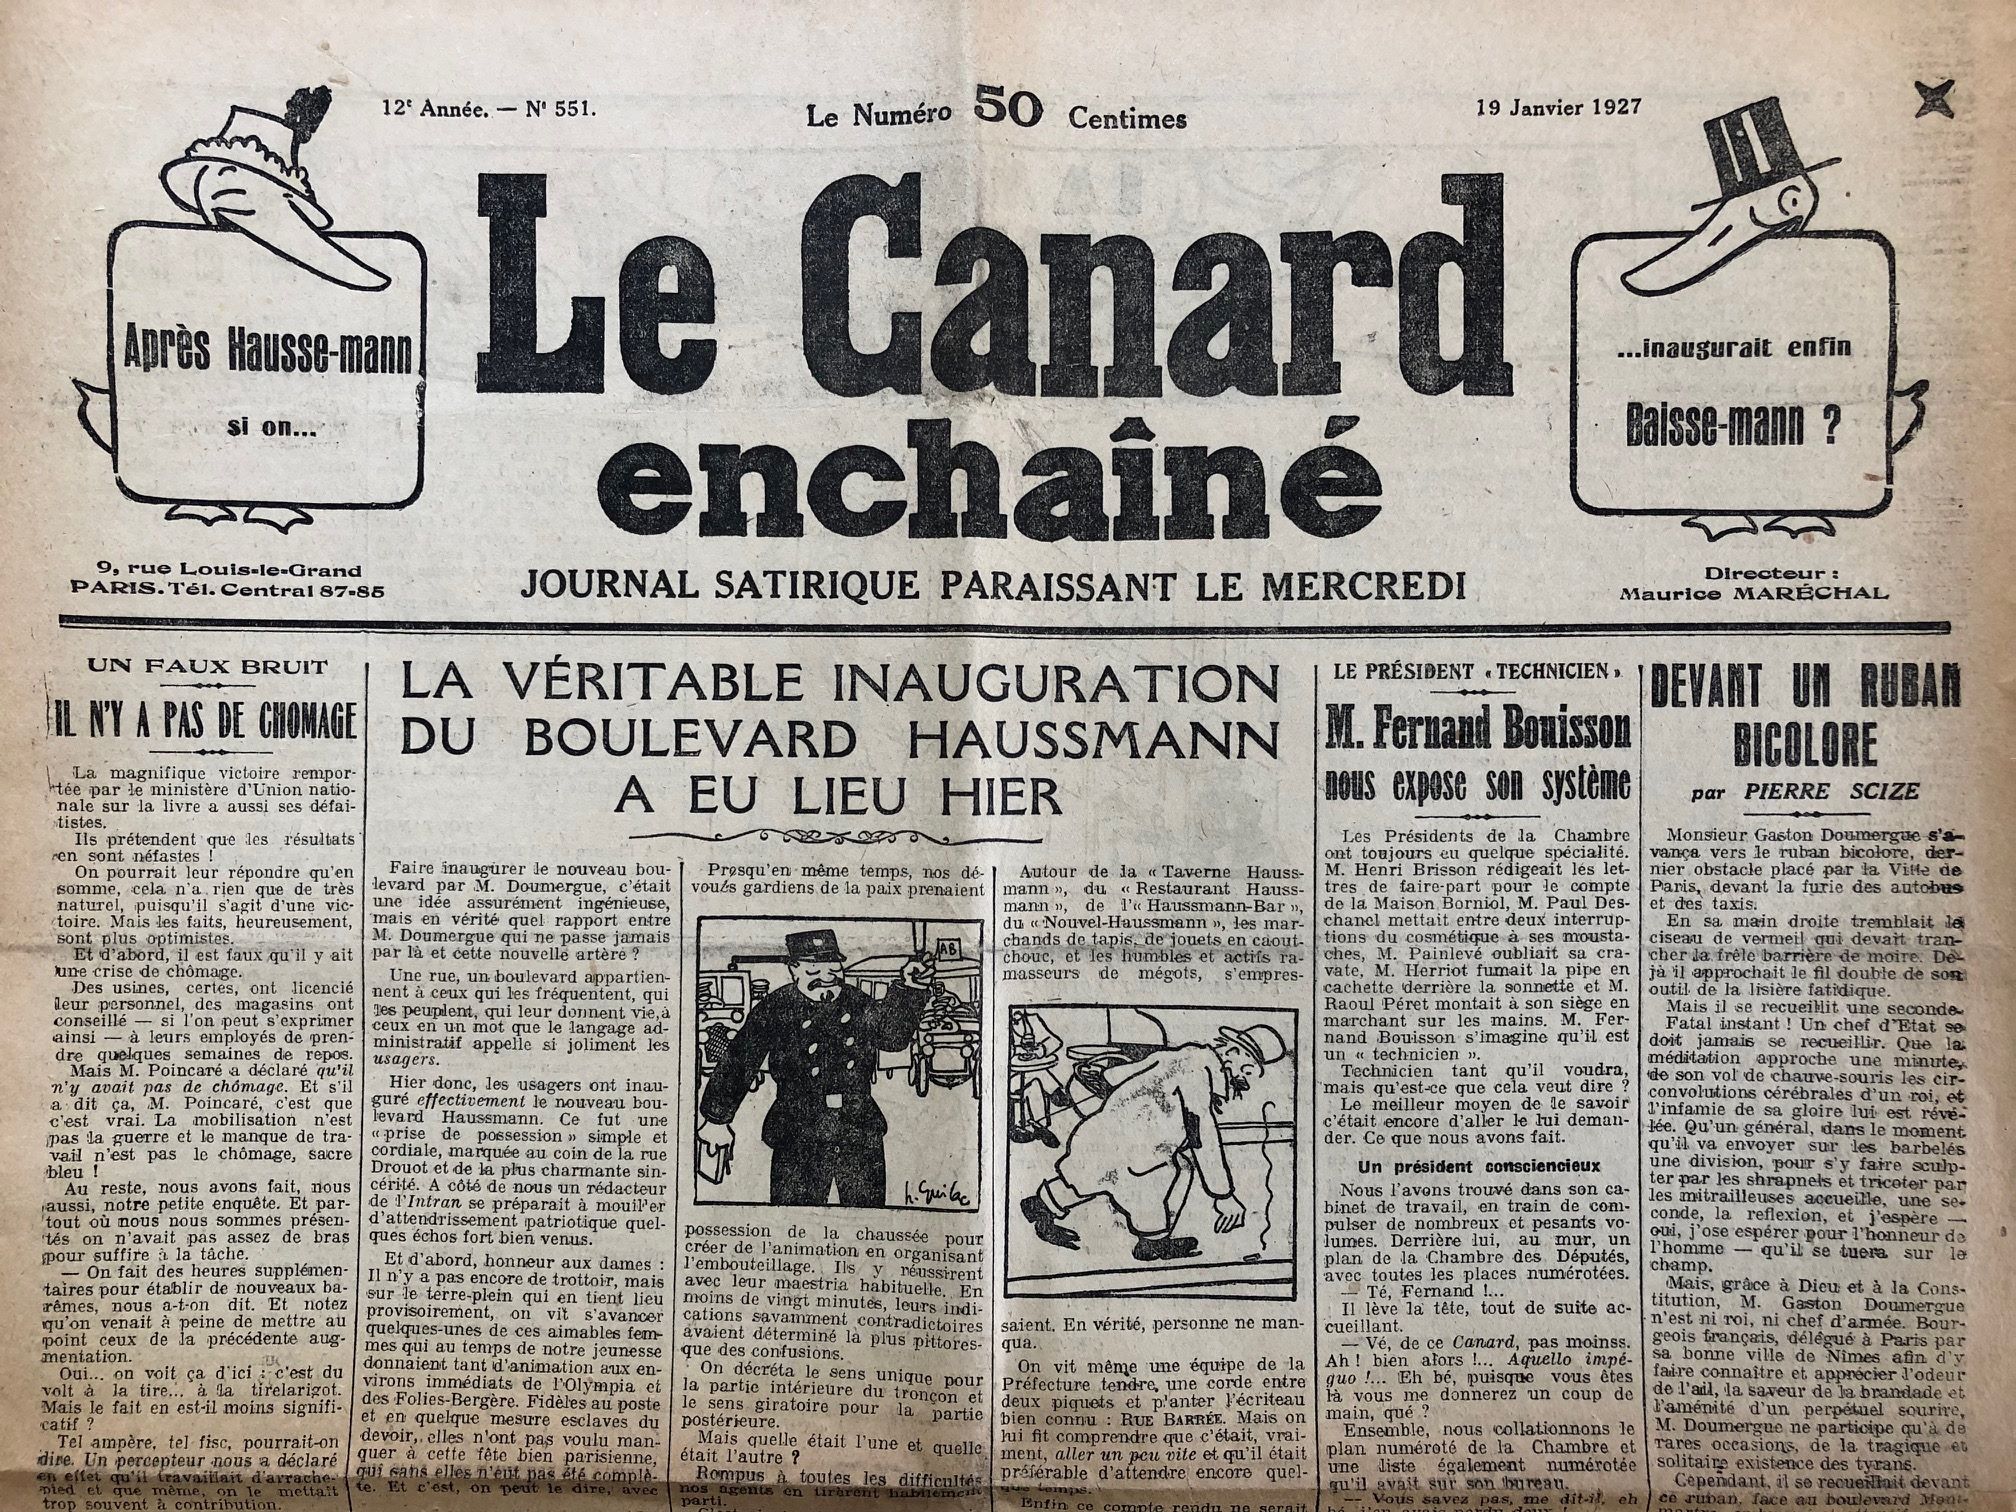 12e Année. — N° 551.
Le Numéro 50 Centimes
19 Janvier 1927
Le Canard
enchaîné
Après Hausse-mann
si on...
...inaugurait enfin
Baisse-mann ?
9, rue Louis-le-Grand
PARIS. Tél. Central 87-85
JOURNAL SATIRIQUE PARAISSANT LE MERCREDI
Directeur :
Maurice MARÉCHAL
UN FAUX BRUIT
IL N'Y A PAS DE CHOMAGE
La magnifique victoire rempor-
tée par le ministère d'Union natio-
nale sur la livre a aussi ses défai-
tistes.
Ils prétendent que les résultats
en sont néfastes !
On pourrait leur répondre qu'en
somme, cela n'a rien que de très
naturel, puisqu'il s'agit d'une vic-
toire. Mais les faits, heureusement,
sont plus optimistes.
Et d'abord, il est faux qu'il y ait
une crise de chômage.
Des usines, certes, ont licencié
leur personnel, des magasins ont
conseillé — si l'on peut s'exprimer
ainsi — à leurs employés de pren-
dre quelques semaines de repos.
Mais M. Poincaré a déclaré qu'il
n'y avait pas de chômage. Et s'il
a dit ça, M. Poincaré, c'est que
c'est vrai. La mobilisation n'est
pas la guerre et le manque de tra-
vail n'est pas le chômage, sacre
bleu !
Au reste, nous avons fait, nous
aussi, notre petite enquête. Et par-
tout où nous nous sommes présen-
tés on n'avait pas assez de bras
pour suffire à la tâche.
— On fait des heures supplémen-
taires pour établir de nouveaux ba-
rêmes, nous a-t-on dit. Et notez
qu'on venait à peine de mettre au
point ceux de la précédente aug-
mentation.
Oui... on voit ça d'ici : c'est du
volt à la tire... à la tirelarigot.
Mais le fait en est-il moins signifi-
catif ?
Tel ampère, tel fisc, pourrait-on
dire. Un percepteur nous a déclaré
en effet qu'il travaillait d'arrache-
pied et que même, on le mettait
trop souvent à contribution.
LA VÉRITABLE INAUGURATION
DU BOULEVARD HAUSSMANN
A EU LIEU HIER
Faire inaugurer le nouveau bou-
levard par M. Doumergue, c'était
une idée assurément ingénieuse,
mais en vérité quel rapport entre
M. Doumergue qui ne passe jamais
par là et cette nouvelle artère ?
Une rue, un boulevard appartien-
nent à ceux qui les fréquentent, qui
les peuplent, qui leur donnent vie, à
ceux en un mot que le langage ad-
ministratif appelle si joliment les
usagers.
Hier donc, les usagers ont inau-
guré effectivement le nouveau bou-
levard Haussmann. Ce fut une
« prise de possession » simple et
cordiale, marquée au coin de la rue
Drouot et de la plus charmante sin-
cérité. A côté de nous un rédacteur
de l'Intran se préparait à mouil'er
d'attendrissement patriotique quel-
ques échos fort bien venus.
Et d'abord, honneur aux dames :
Il n'y a pas encore de trottoir, mais
sur le terre-plein qui en tient lieu
provisoirement, on vit s'avancer
quelques-unes de ces aimables fem-
mes qui au temps de notre jeunesse
donnaient tant d'animation aux en-
virons immédiats de l'Olympia et
des Folies-Bergère. Fidèles au poste
et en quelque mesure esclaves du
devoir, elles n'ont pas voulu man-
quer à cette fête bien parisienne,
qui sans elles n'eut pas été complè-
te. Et c'est, on peut le dire, avec
Presqu'en même temps, nos dé-
voués gardiens de la paix prenaient
AB
h. Guilac
possession de la chaussée pour
créer de l'animation en organisant
l'embouteillage. Ils y réussirent
avec leur maestria habituelle. En
moins de vingt minutes, leurs indi-
cations savamment contradictoires
avaient déterminé la plus pittores-
que des confusions.
On décréta le sens unique pour
la partie intérieure du tronçon et
le sens giratoire pour la partie
postérieure.
Mais quelle était l'une et quelle
était l'autre ?
Rompus à toutes les difficultés
nos agents en tirèrent habilement
parti.
Autour de la « Taverne Hauss-
mann », du « Restaurant Hauss-
mann », de l'« Haussmann-Bar »,
du « Nouvel-Haussmann », les mar-
chands de tapis, de jouets en caout-
chouc, et les humbles et actifs ra-
masseurs de mégots, s'empres-
saient. En vérité, personne ne man-
qua.
On vit même une équipe de la
Préfecture tendre, une corde entre
deux piquets et p'anter l'écriteau
bien connu : RUE BARRÉE. Mais on
lui fit comprendre que c'était, vrai-
ment, aller un peu vite et qu'il était
préférable d'attendre encore quel-
que temps.
Enfin ce compte rendu ne serait
LE PRÉSIDENT « TECHNICIEN »
M. Fernand Bouisson
nous expose son système
Les Présidents de la Chambre
ont toujours eu quelque spécialité.
M. Henri Brisson rédigeait les let-
tres de faire-part pour le compte
de la Maison Borniol, M. Paul Des-
chanel mettait entre deux interrup-
tions du cosmétique à ses mousta-
ches, M. Painlevé oubliait sa cra-
vate, M. Herriot fumait la pipe en
cachette derrière la sonnette et M.
Raoul Péret montait à son siège en
marchant sur les mains. M. Fer-
nand Bouisson s'imagine qu'il est
un « technicien ».
Technicien tant qu'il voudra,
mais qu'est-ce que cela veut dire ?
Le meilleur moyen de le savoir
c'était encore d'aller le lui deman-
der. Ce que nous avons fait.
Un président consciencieux
Nous l'avons trouvé dans son ca-
binet de travail, en train de com-
pulser de nombreux et pesants vo-
lumes. Derrière lui, au mur, un
plan de la Chambre des Députés,
avec toutes les places numérotées.
— Té, Fernand !...
Il lève la tête, tout de suite ac-
cueillant.
— Vé, de ce Canard, pas moinss.
Ah ! bien alors !... Aquello impé-
guo !... Eh bé, puisque vous êtes
là vous me donnerez un coup de
main, qué ?
Ensemble, nous collationnons le
plan numéroté de la Chambre et
une liste également numérotée
qu'il avait sur son bureau.
— Vous savez pas, me dit-il, eh
DEVANT UN RUBAN
BICOLORE
par PIERRE SCIZE
Monsieur Gaston Doumergue s'a-
vança vers le ruban bicolore, der-
nier obstacle placé par la Ville de
Paris, devant la furie des autobus
et des taxis.
En sa main droite tremblait le
ciseau de vermeil qui devait tran-
cher la frêle barrière de moire. Dé-
jà il approchait le fil double de son
outil de la lisière fatidique.
Mais il se recueillit une seconde.
Fatal instant ! Un chef d'Etat se
doit jamais se recueillir. Que la
méditation approche une minute,
de son vol de chauve-souris les cir-
convolutions cérébrales d'un roi, et
l'infamie de sa gloire lui est révé-
lée. Qu'un général, dans le moment
qu'il va envoyer sur les barbelés
une division, pour s'y faire sculp-
ter par les shrapnels et tricoter par
les mitrailleuses accueille, une se-
conde, la reflexion, et j'espère —
oui, j'ose espérer pour l'honneur de
l'homme — qu'il se tuera sur le
champ.
Mais, grâce à Dieu et à la Cons-
titution, M. Gaston Doumergue
n'est ni roi, ni chef d'armée. Bour-
geois français, délégué à Paris par
sa bonne ville de Nîmes afin d'y
faire connaître et apprécier l'odeur
de l'ail, la saveur de la brandade et
l'aménité d'un perpétuel sourire,
M. Doumergue ne participe qu'à de
rares occasions, de la tragique et
solitaire existence des tyrans.
Cependant, il se recueillait devant
ce ruban, face au boulevard